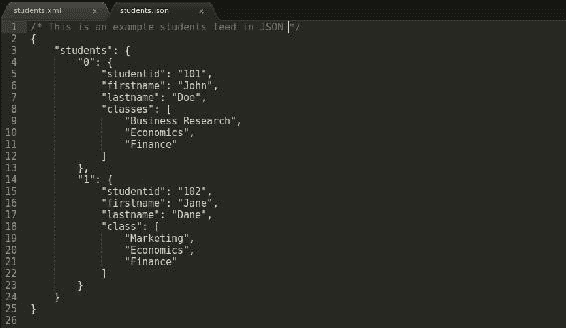 students.xml × students.json ×
1 /* This is an example students feed in JSON */
2 {
3 "students": {
4 "0": {
5 "studentid": "101",
6 "firstname": "John",
7 "lastname": "Doe",
8 "classes": [
9 "Business Research",
10 "Economics",
11 "Finance"
12 ]
13 },
14 "1": {
15 "studentid": "102",
16 "firstname": "Jane",
17 "lastname": "Dane",
18 "class": [
19 "Marketing",
20 "Economics",
21 "Finance"
22 ]
23 }
24 }
25 }
26